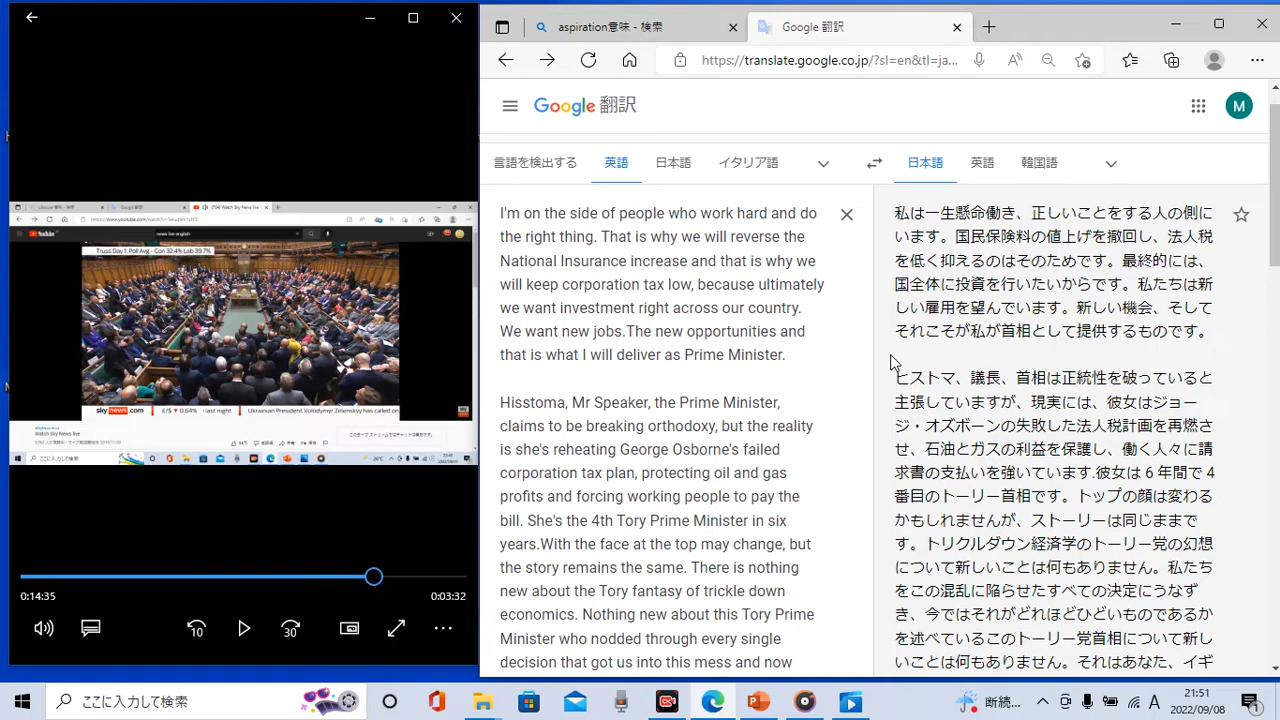 aspiration意味 - 検索
Google 翻訳
https://translate.google.co.jp/?sl=en&tl=ja...
Google 翻訳
M
言語を検出する 英語 日本語 イタリア語
日本語 英語 韓国語
I'm on the side of people who work hard and do
the right thing. That is why we will reverse the
National Insurance increase and that is why we
will keep corporation tax low, because ultimately
we want investment right across our country.
We want new jobs.The new opportunities and
that is what I will deliver as Prime Minister.
Hisstoma, Mr Speaker, the Prime Minister,
claims to be breaking orthodoxy, but the reality
is she's reheating George Osborne's failed
corporation tax plan, protecting oil and gas
profits and forcing working people to pay the
bill. She's the 4th Tory Prime Minister in six
years.With the face at the top may change, but
the story remains the same. There is nothing
new about the Tory fantasy of trickle down
economics. Nothing new about this Tory Prime
Minister who nodded through every single
decision that got us into this mess and now
私は一生懸命働き、正しいことをする人の側に
います。国民保険料の値上げを撤回し、法人税
を低く抑えるのはそのためです。最終的には、
国全体に投資を行いたいからです。私たちは新
しい雇用を望んでいます。新しい機会、そして
それこそが私が首相として提供するものです。
ヒストマ、議長、首相は正統性を破っていると
主張していますが、現実には、彼女はジョー
ジ・オズボーンの失敗した法人税計画を再燃さ
せ、石油とガスの利益を保護し、働く人々に請
求書の支払いを強いています.彼女は 6 年間で 4
番目のトーリー首相です。トップの顔は変わる
かもしれませんが、ストーリーは同じままで
す。トリクルダウン経済学のトーリー党の幻想
について新しいことは何もありません。私たち
をこの混乱に陥らせたすべての決定にうなず
き、今ではそれがどれほどひどいものであるか
を述べているこのトーリー党首相について新し
いことは何もありません。それはあなた、イギ
Google 翻訳
YouTube
news live english
Truss Day 1: Poll Avg - Con 32.4% Lab 39.7%
sky news.com
£/$ ▼ 0.64% last night
Ukrainian President Volodymyr Zelenskyy has called on
Watch Sky News live
ここに入力して検索
0:14:35
0:03:32
10
30
ここに入力して検索
断続...
A
21:51
2022/09/08
1